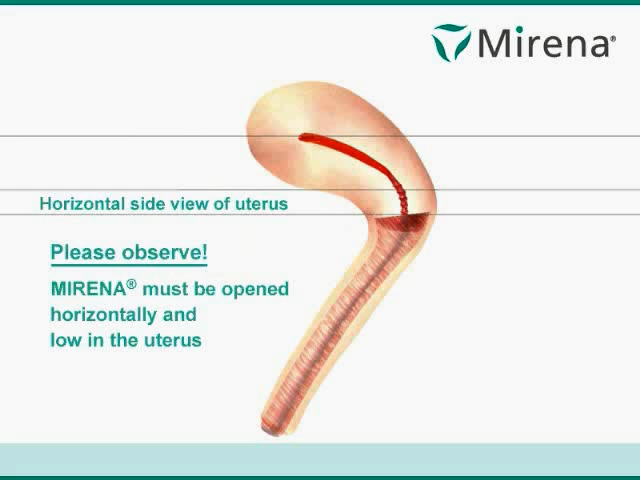 Mirena®
Horizontal side view of uterus
Please observe!
MIRENA® must be opened
horizontally and
low in the uterus